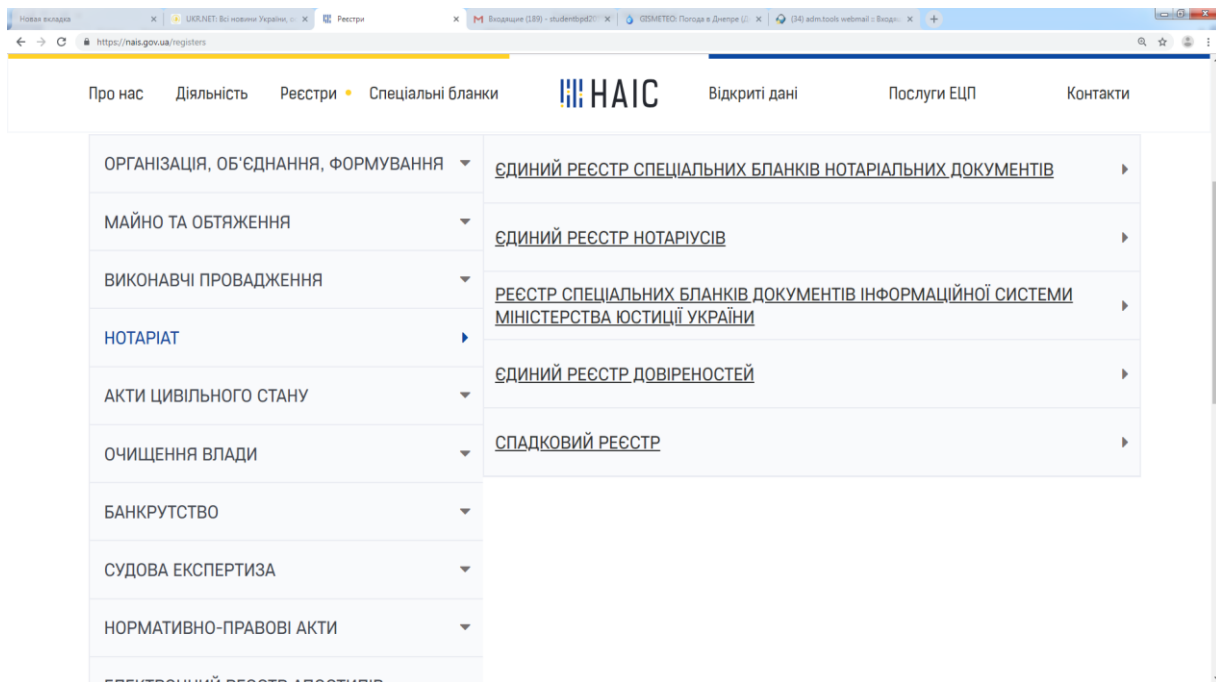 Новая вкладка
UKR.NET: Всі новини України,
Реєстри
Входящие (189) - studentbpd20
GISMETEO: Погода в Днепре (Д
(34) adm.tools webmail :: Входя
https://nais.gov.ua/registers
Про нас Діяльність Реєстри Спеціальні бланки НАІС Відкриті дані Послуги ЕЦП Контакти
ОРГАНІЗАЦІЯ, ОБ'ЄДНАННЯ, ФОРМУВАННЯ
МАЙНО ТА ОБТЯЖЕННЯ
ВИКОНАВЧІ ПРОВАДЖЕННЯ
НОТАРІАТ
АКТИ ЦИВІЛЬНОГО СТАНУ
ОЧИЩЕННЯ ВЛАДИ
БАНКРУТСТВО
СУДОВА ЕКСПЕРТИЗА
НОРМАТИВНО-ПРАВОВІ АКТИ
ЕЛЕКТРОННИЙ РЕЄСТР АПОСТИЛІВ
ЄДИНИЙ РЕЄСТР СПЕЦІАЛЬНИХ БЛАНКІВ НОТАРІАЛЬНИХ ДОКУМЕНТІВ
ЄДИНИЙ РЕЄСТР НОТАРІУСІВ
РЕЄСТР СПЕЦІАЛЬНИХ БЛАНКІВ ДОКУМЕНТІВ ІНФОРМАЦІЙНОЇ СИСТЕМИ
МІНІСТЕРСТВА ЮСТИЦІЇ УКРАЇНИ
ЄДИНИЙ РЕЄСТР ДОВІРЕНОСТЕЙ
СПАДКОВИЙ РЕЄСТР